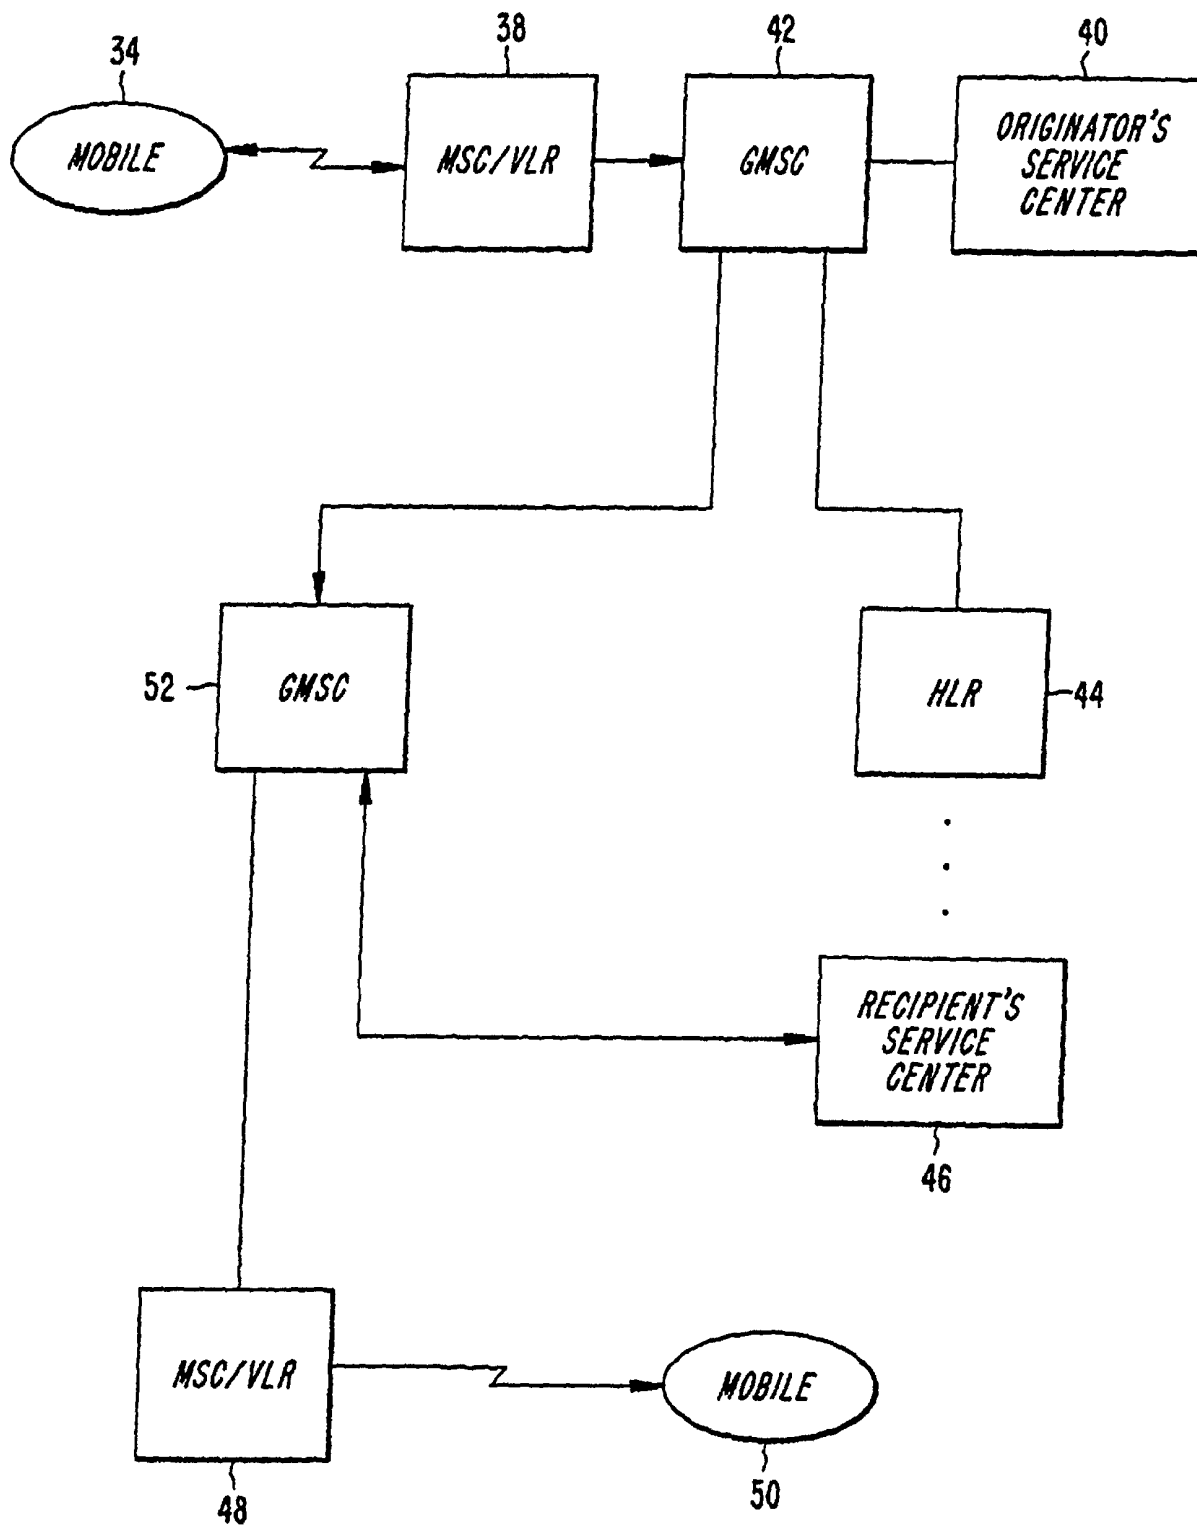 34
38
42
40
MOBILE
MSC/VLR
GMSC
ORIGINATOR'S
SERVICE
CENTER
52
GMSC
HLR
44
RECIPIENT'S
SERVICE
CENTER
46
MSC/VLR
MOBILE
48
50